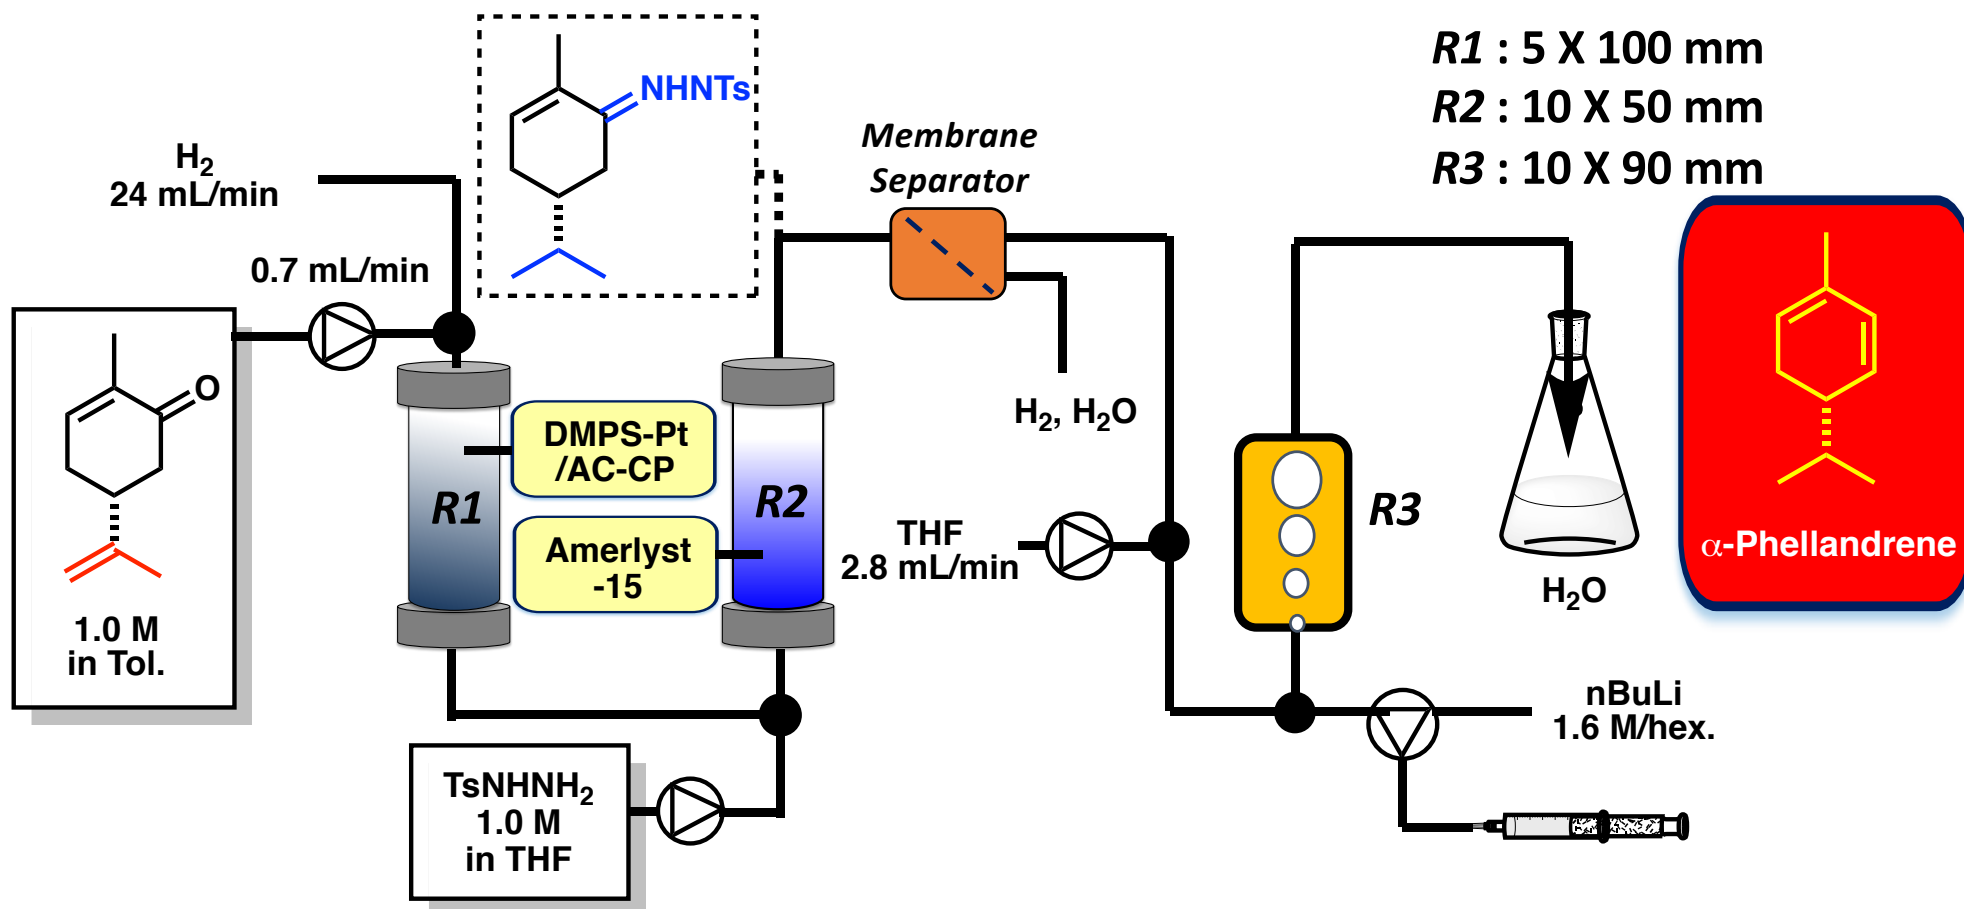 R1 : 5 X 100 mm
R2 : 10 X 50 mm
R3 : 10 X 90 mm
NHNTs
H2
24 mL/min
0.7 mL/min
Membrane
Separator
O
1.0 M
in Tol.
DMPS-Pt
/AC-CP
R1
Amerlyst
-15
R2
H2, H2O
THF
2.8 mL/min
R3
H2O
α-Phellandrene
nBuLi
1.6 M/hex.
TsNHNH2
1.0 M
in THF